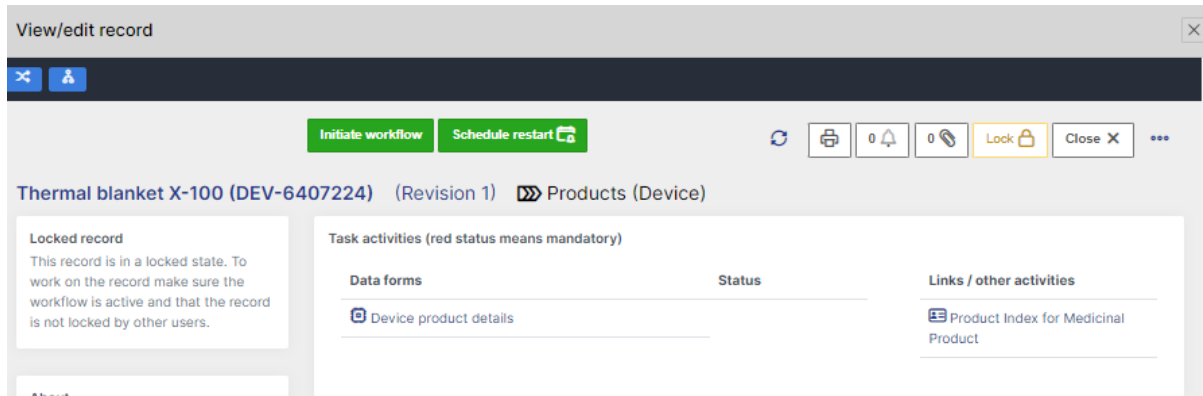 View/edit record
Initiate workflow
Schedule restart
0
0
Lock
Close X
Thermal blanket X-100 (DEV-6407224) (Revision 1) Products (Device)
Locked record
This record is in a locked state. To
work on the record make sure the
workflow is active and that the record
is not locked by other users.
Task activities (red status means mandatory)
Data forms
Status
Links / other activities
Device product details
Product Index for Medicinal
Product